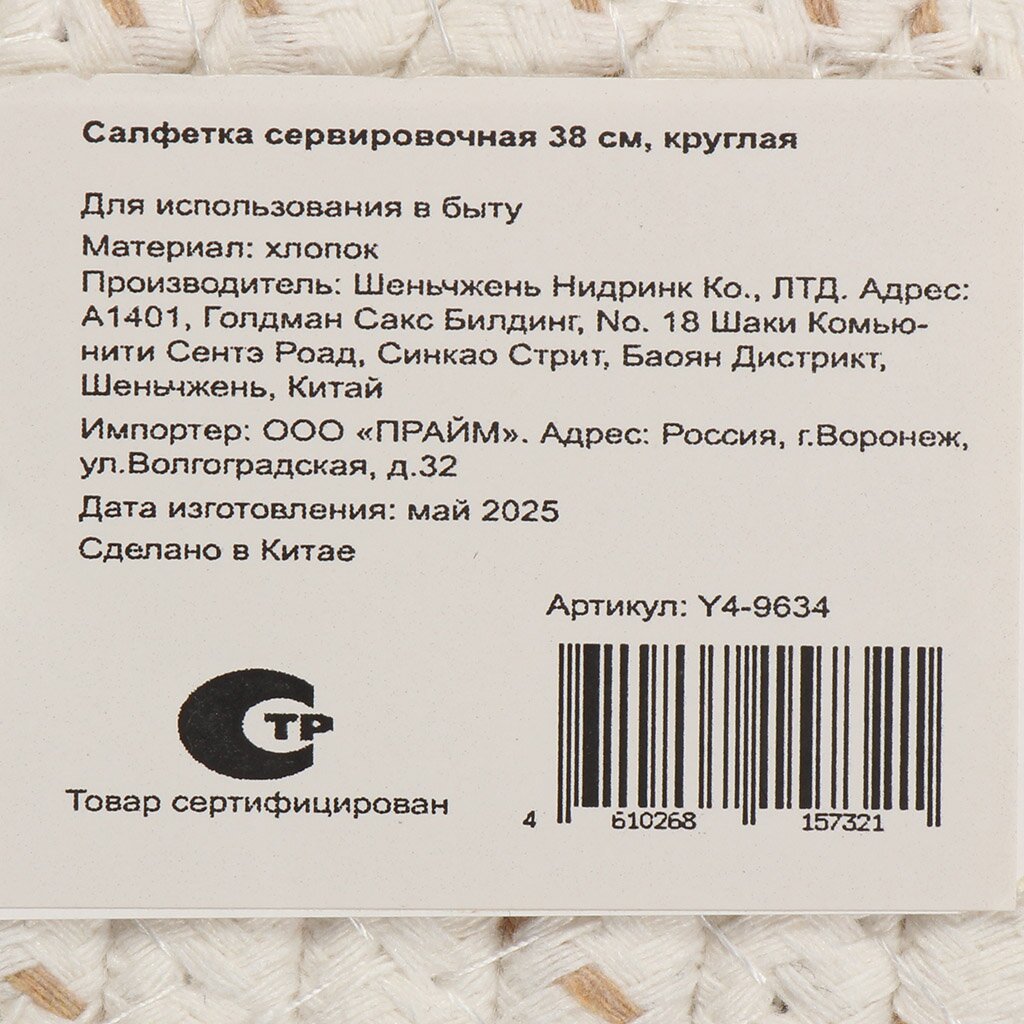 Салфетка сервировочная 38 см, круглая
Для использования в быту
Материал: хлопок
Производитель: Шеньчжень Нидринк Ко., ЛТД. Адрес:
А1401, Голдман Сакс Билдинг, No. 18 Шаки Комью-
нити Сентэ Роад, Синкао Стрит, Баоян Дистрикт,
Шеньчжень, Китай
Импортер: ООО «ПРАЙМ». Адрес: Россия, г.Воронеж,
ул.Волгоградская, д.32
Дата изготовления: май 2025
Сделано в Китае
Артикул: Y4-9634
СТР
Товар сертифицирован
4 610268 157321